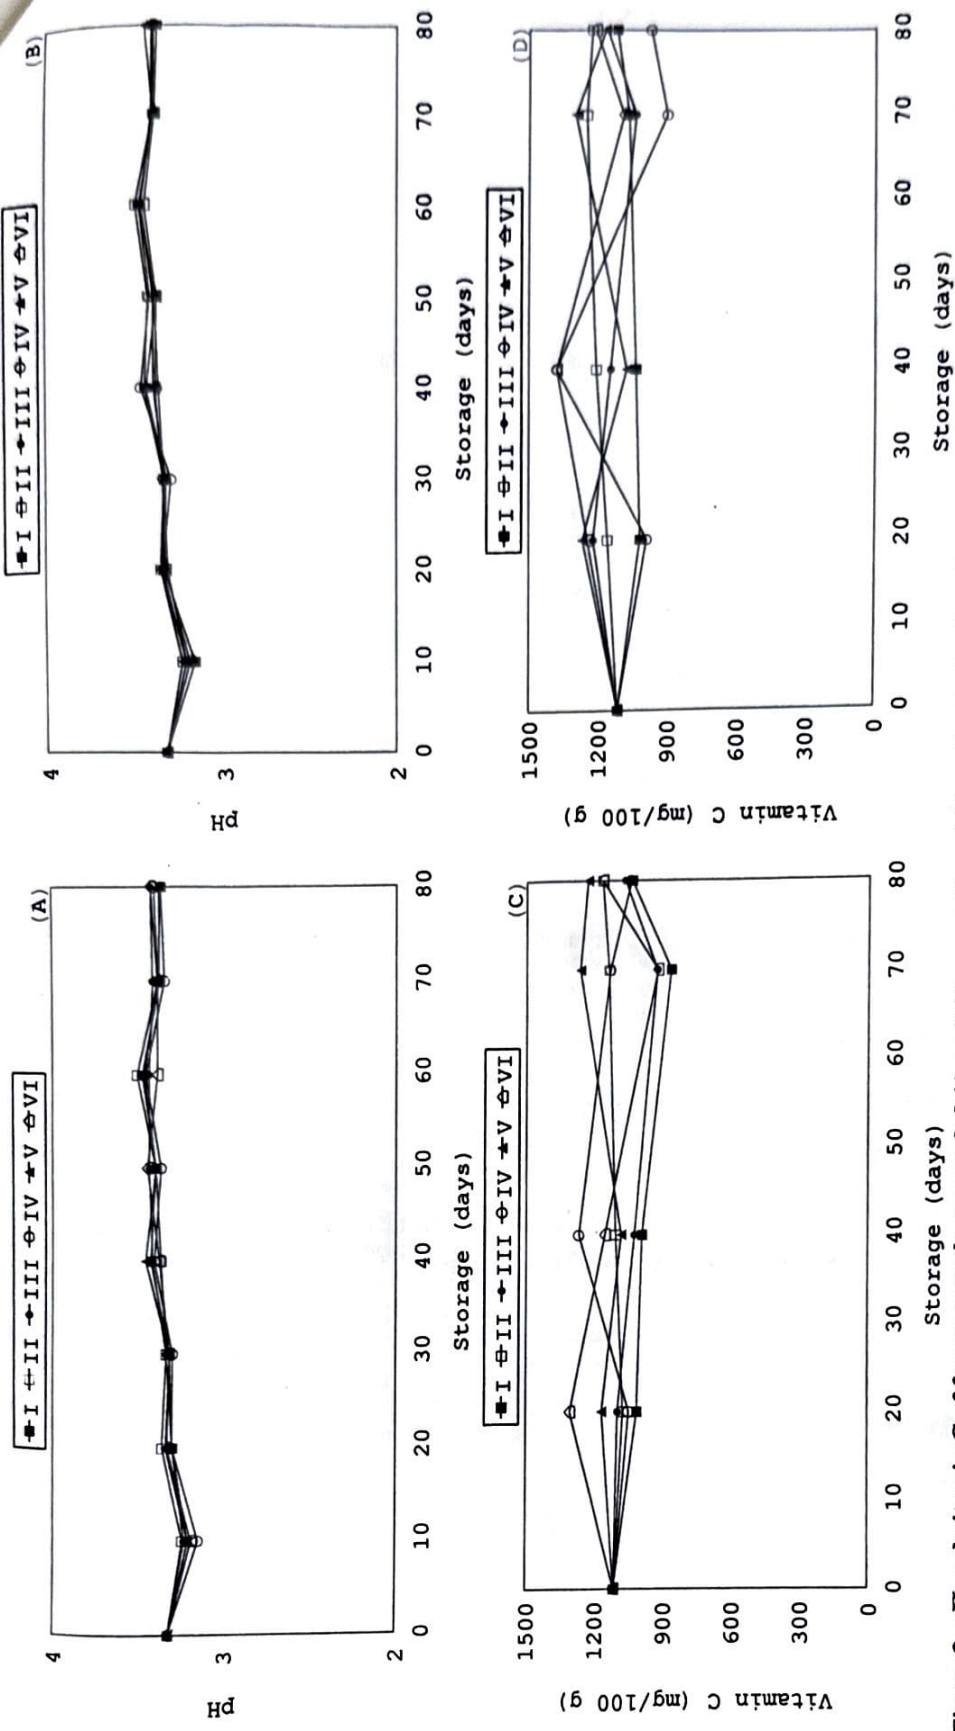 (A)
I II III IV V VI
4
3
2
pH
0 10 20 30 40 50 60 70 80
Storage (days)
(B)
I II III IV V VI
4
3
2
pH
0 10 20 30 40 50 60 70 80
Storage (days)
(C)
I II III IV V VI
1500
1200
900
600
300
0
Vitamin C (mg/100 g)
0 10 20 30 40 50 60 70 80
Storage (days)
(D)
I II III IV V VI
1500
1200
900
600
300
0
Vitamin C (mg/100 g)
0 10 20 30 40 50 60 70 80
Storage (days)